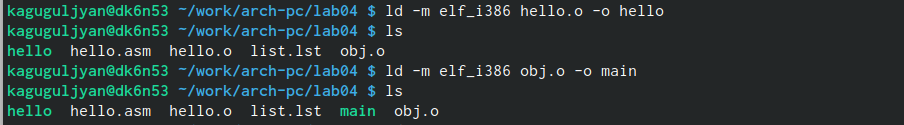 kaguguljyan@dk6n53 ~/work/arch-pc/lab04 $ ld -m elf_i386 hello.o -o hello
kaguguljyan@dk6n53 ~/work/arch-pc/lab04 $ ls
hello  hello.asm  hello.o  list.lst  obj.o
kaguguljyan@dk6n53 ~/work/arch-pc/lab04 $ ld -m elf_i386 obj.o -o main
kaguguljyan@dk6n53 ~/work/arch-pc/lab04 $ ls
hello  hello.asm  hello.o  list.lst  main  obj.o